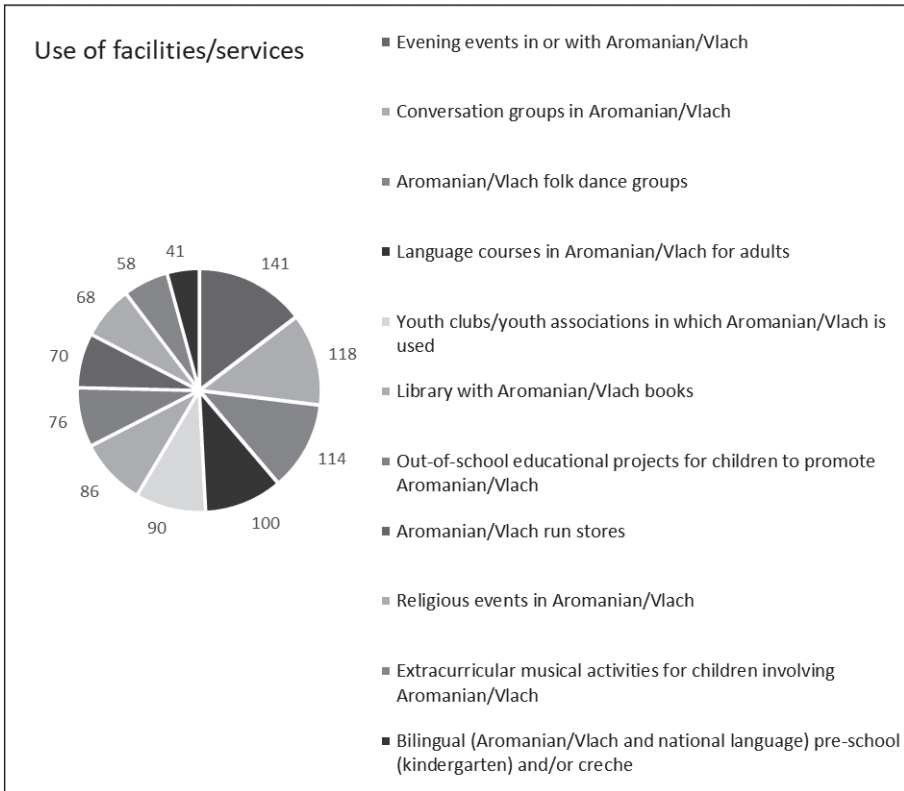 Use of facilities/services
Evening events in or with Aromanian/Vlach
Conversation groups in Aromanian/Vlach
Aromanian/Vlach folk dance groups
Language courses in Aromanian/Vlach for adults
Youth clubs/youth associations in which Aromanian/Vlach is
used
Library with Aromanian/Vlach books
Out-of-school educational projects for children to promote
Aromanian/Vlach
Aromanian/Vlach run stores
Religious events in Aromanian/Vlach
Extracurricular musical activities for children involving
Aromanian/Vlach
Bilingual (Aromanian/Vlach and national language) pre-school
(kindergarten) and/or creche
141
118
114
100
90
86
76
70
68
58
41